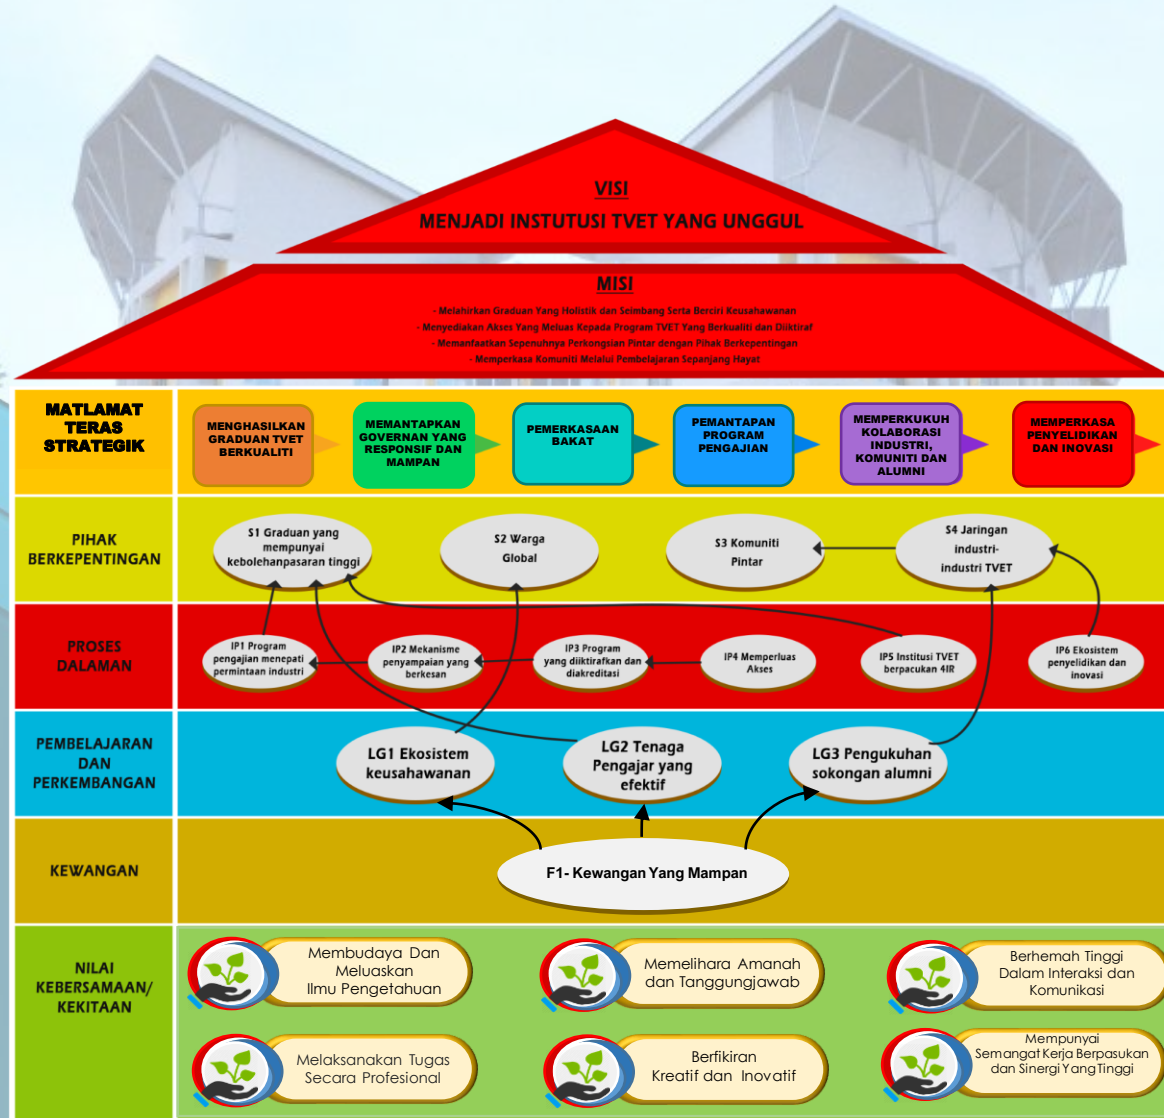 VISI
MENJADI INSTUTUSI TVET YANG UNGGUL
MISI
- Melahirkan Graduan Yang Holistik dan Seimbang Serta Berciri Keusahawanan
- Menyediakan Akses Yang Meluas Kepada Program TVET Yang Berkualiti dan Diiktiraf
- Memanfaatkan Sepenuhnya Perkongsian Pintar dengan Pihak Berkepentingan
- Memperkasa Komuniti Melalui Pembelajaran Sepanjang Hayat
MATLAMAT
TERAS
STRATEGIK
MENGHASILKAN
GRADUAN TVET
BERKUALITI
MEMANTAPKAN
GOVERNAN YANG
RESPONSIF DAN
MAMPAN
PEMERKASAAN
BAKAT
PEMANTAPAN
PROGRAM
PENGAJIAN
MEMPERKUKUH
KOLABORASI
INDUSTRI,
KOMUNITI DAN
ALUMNI
MEMPERKASA
PENYELIDIKAN
DAN INOVASI
PIHAK
BERKEPENTINGAN
S1 Graduan yang
mempunyai
kebolehanpasaran tinggi
S2 Warga
Global
S3 Komuniti
Pintar
S4 Jaringan
industri-
industri TVET
PROSES
DALAMAN
IP1 Program
pengajian menepati
permintaan industri
IP2 Mekanisme
penyampaian yang
berkesan
IP3 Program
yang diiktirafkan dan
diakreditasi
IP4 Memperluas
Akses
IP5 Institusi TVET
berpacukan 4IR
IP6 Ekosistem
penyelidikan dan
inovasi
PEMBELAJARAN
DAN
PERKEMBANGAN
LG1 Ekosistem
keusahawanan
LG2 Tenaga
Pengajar yang
efektif
LG3 Pengukuhan
sokongan alumni
KEWANGAN
F1- Kewangan Yang Mampan
NILAI
KEBERSAMAAN/
KEKITAAN
Membudaya Dan
Meluaskan
Ilmu Pengetahuan
Memelihara Amanah
dan Tanggungjawab
Berhemah Tinggi
Dalam Interaksi dan
Komunikasi
Melaksanakan Tugas
Secara Profesional
Berfikiran
Kreatif dan Inovatif
Mempunyai
Semangat Kerja Berpasukan
dan Sinergi Yang Tinggi